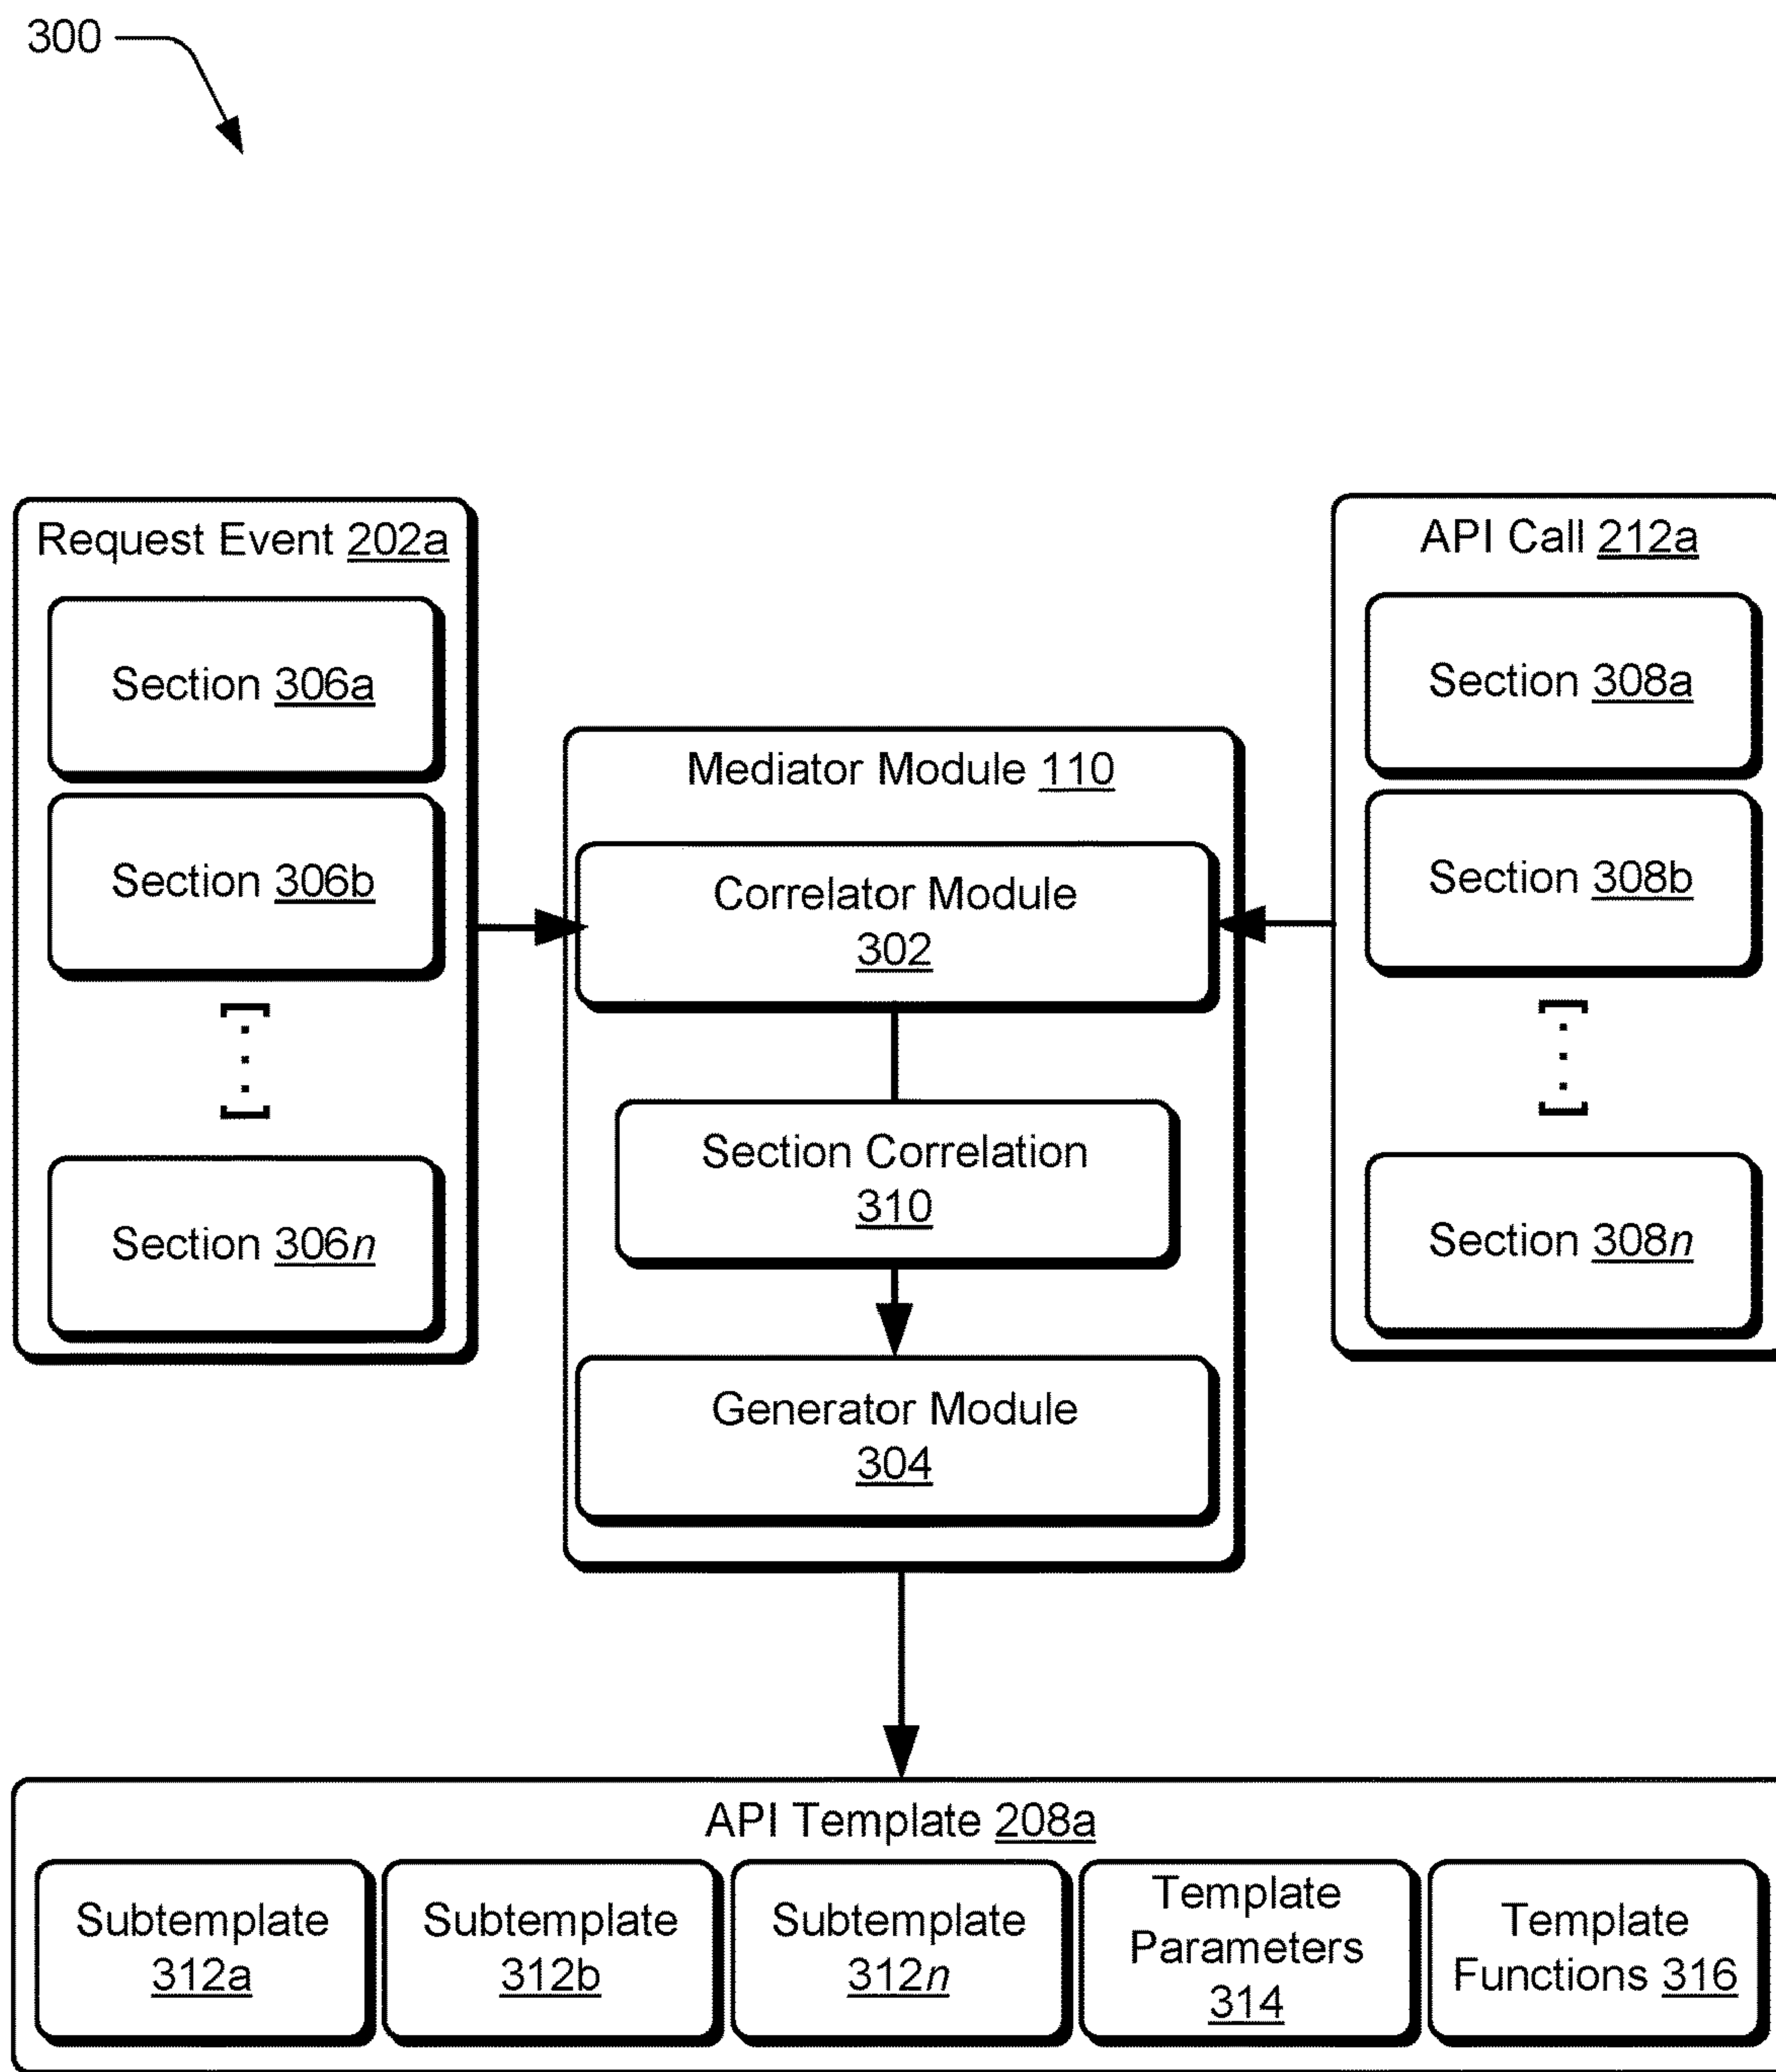 300
Request Event 202a
Section 306a
Section 306b
[...]
Section 306n
Mediator Module 110
Correlator Module
302
Section Correlation
310
Generator Module
304
API Call 212a
Section 308a
Section 308b
[...]
Section 308n
API Template 208a
Subtemplate
312a
Subtemplate
312b
Subtemplate
312n
Template
Parameters
314
Template
Functions 316